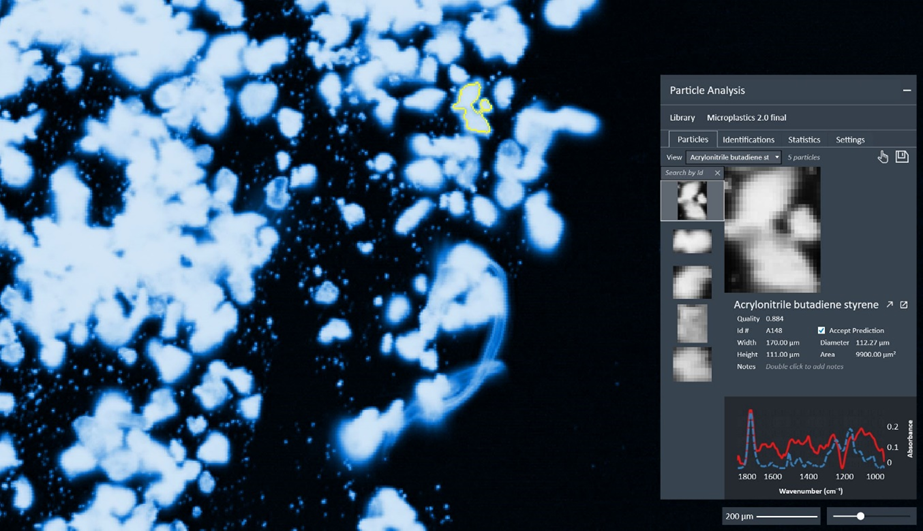 Particle Analysis
Library Microplastics 2.0 final
Particles Identifications Statistics Settings
View Acrylonitrile butadiene st 5 particles
Search by Id
Acrylonitrile butadiene styrene
Quality 0.884
Id # A148 Accept Prediction
Width 170.00 µm Diameter 112.27 µm
Height 111.00 µm Area 9900.00 µm²
Notes Double click to add notes
0.2
0.1
0
Absorbance
1800 1600 1400 1200 1000
Wavenumber (cm⁻¹)
200 µm